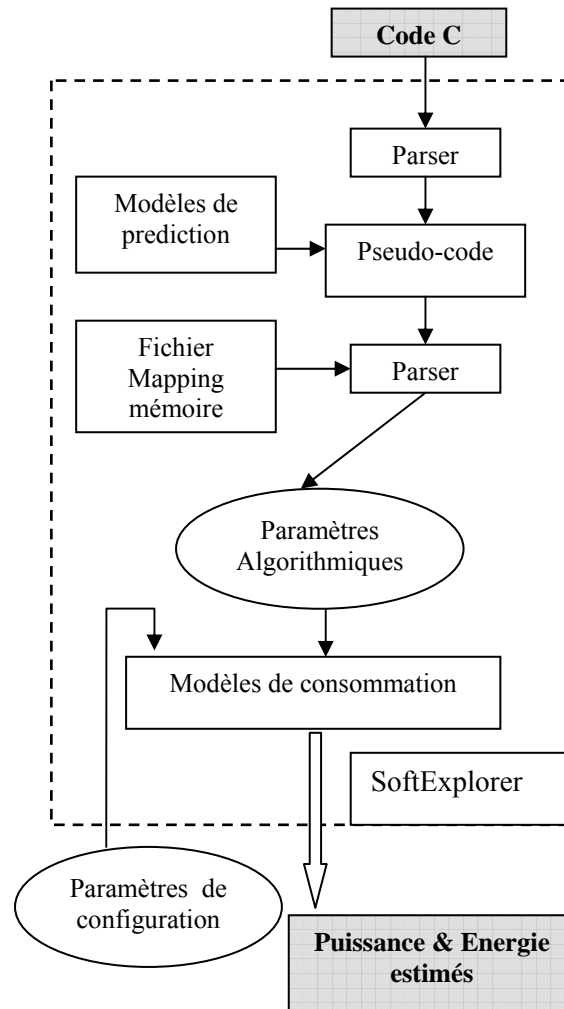 Code C
Parser
Modèles de
prediction
Pseudo-code
Fichier
Mapping
mémoire
Parser
Paramètres
Algorithmiques
Modèles de consommation
SoftExplorer
Paramètres de
configuration
Puissance & Energie
estimés